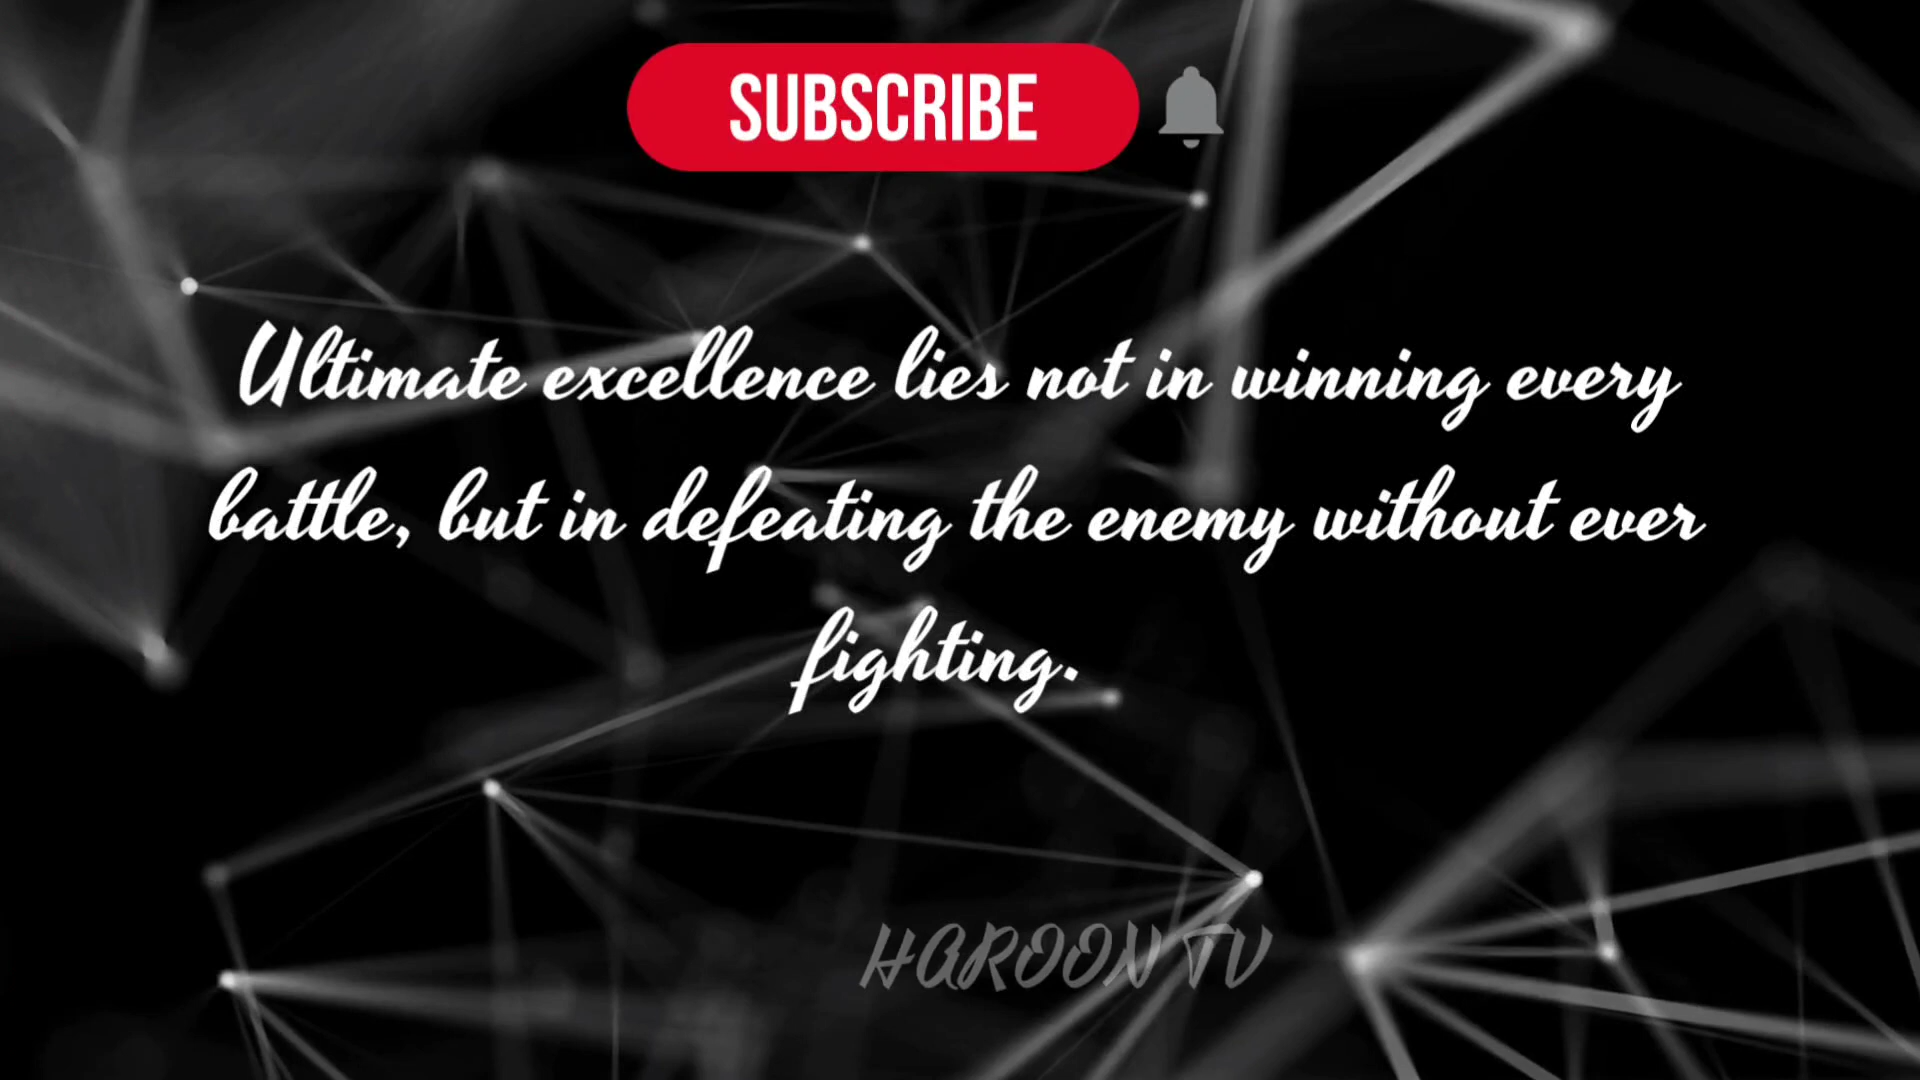 SUBSCRIBE
Ultimate excellence lies not in winning every
battle, but in defeating the enemy without ever
fighting.
HAROON TV